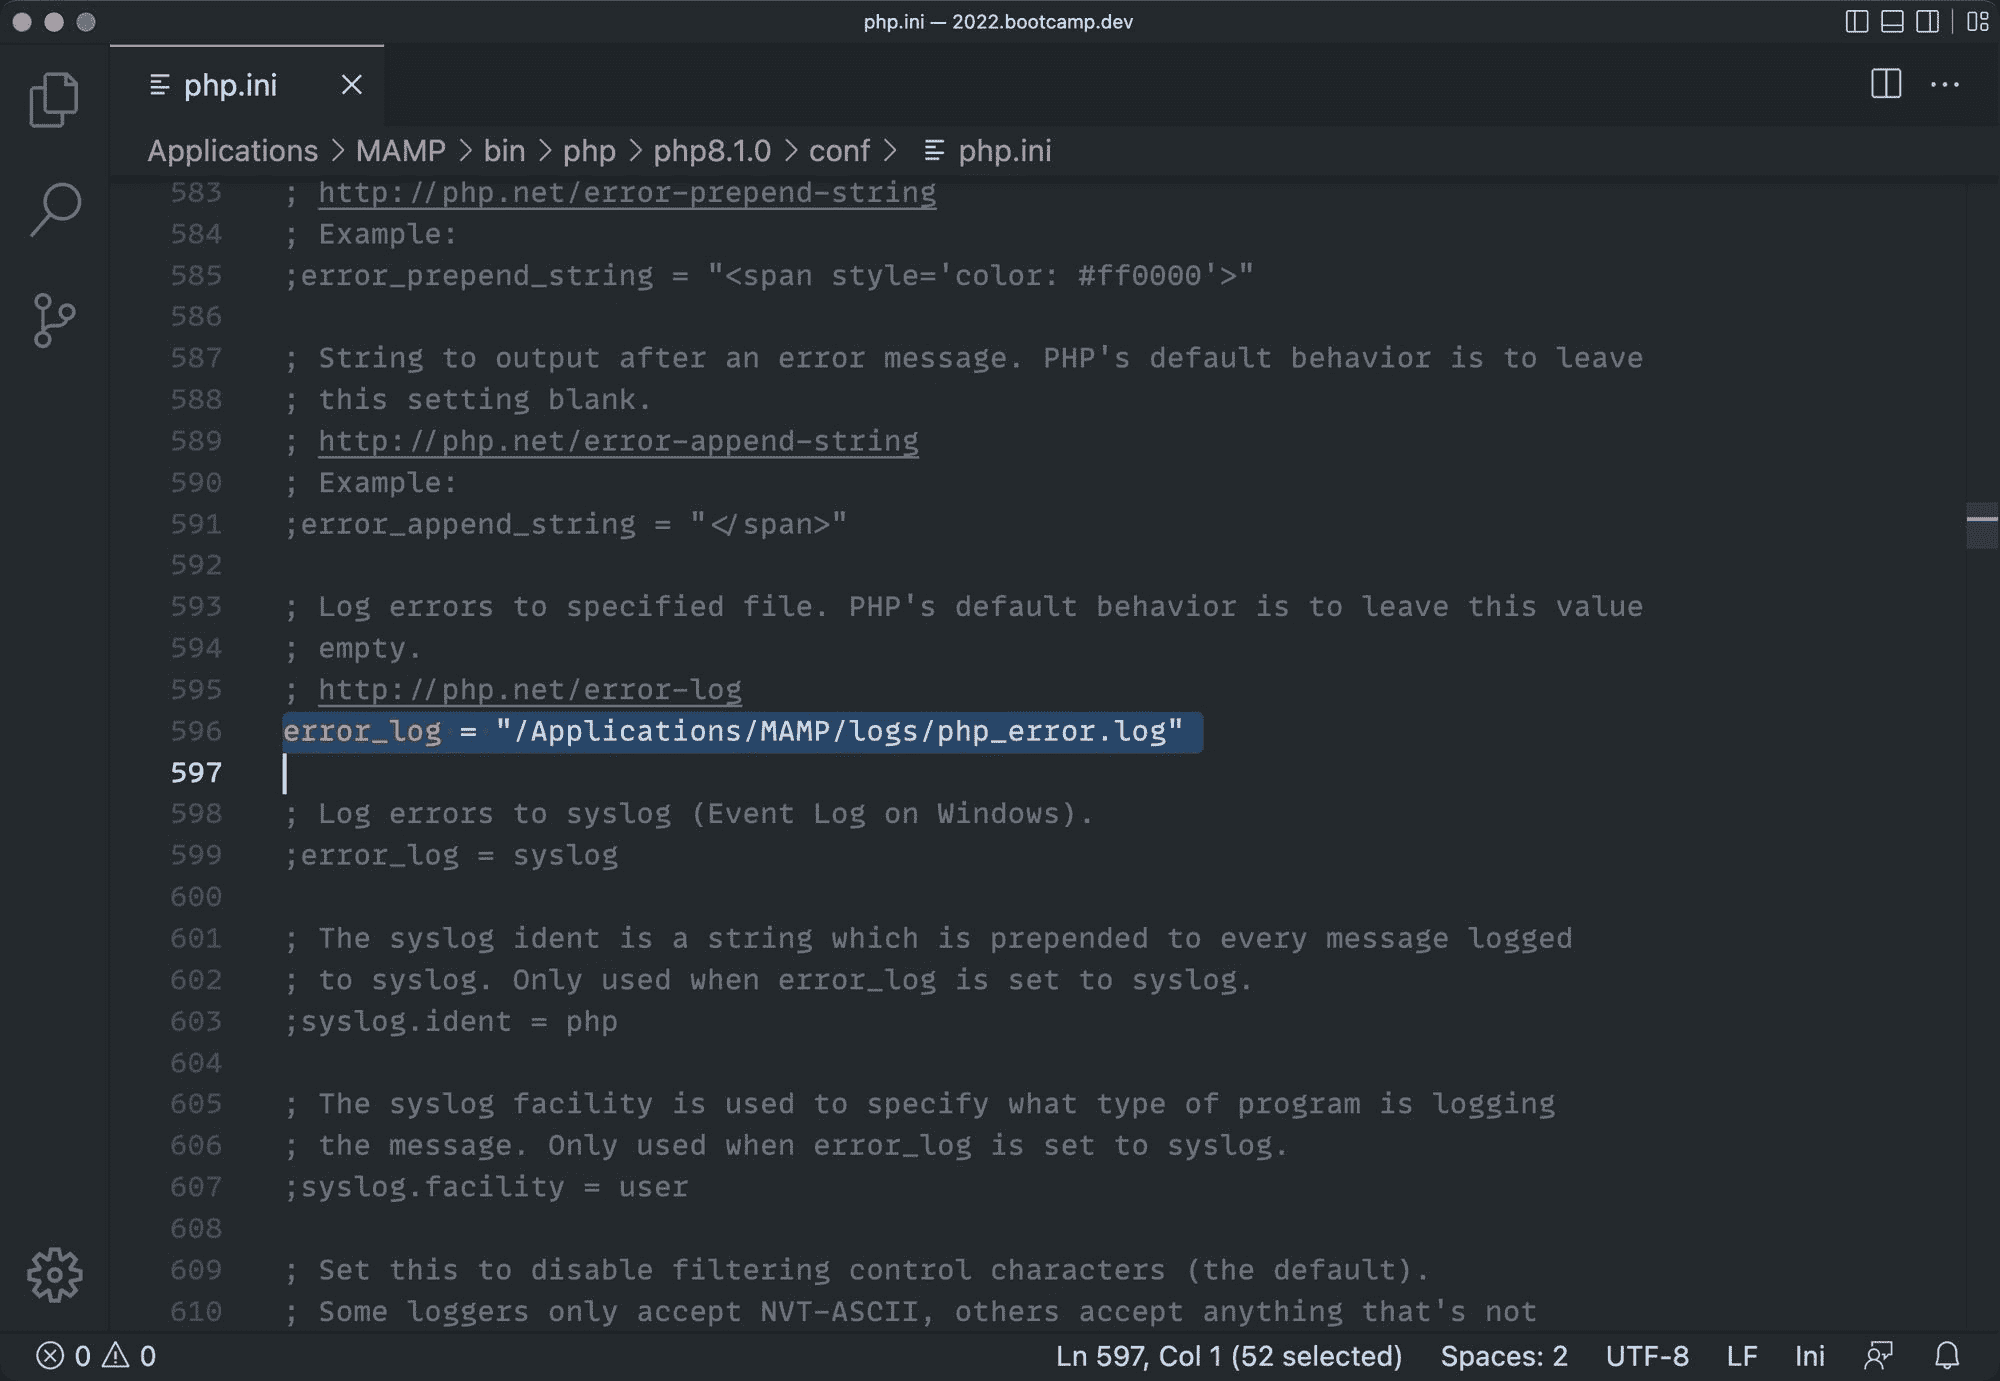 php.ini — 2022.bootcamp.dev
php.ini
Applications > MAMP > bin > php > php8.1.0 > conf > php.ini
583 ; http://php.net/error-prepend-string
584 ; Example:
585 ;error_prepend_string = "<span style='color: #ff0000'>"
586
587 ; String to output after an error message. PHP's default behavior is to leave
588 ; this setting blank.
589 ; http://php.net/error-append-string
590 ; Example:
591 ;error_append_string = "</span>"
592
593 ; Log errors to specified file. PHP's default behavior is to leave this value
594 ; empty.
595 ; http://php.net/error-log
596 error_log = "/Applications/MAMP/logs/php_error.log"
597
598 ; Log errors to syslog (Event Log on Windows).
599 ;error_log = syslog
600
601 ; The syslog ident is a string which is prepended to every message logged
602 ; to syslog. Only used when error_log is set to syslog.
603 ;syslog.ident = php
604
605 ; The syslog facility is used to specify what type of program is logging
606 ; the message. Only used when error_log is set to syslog.
607 ;syslog.facility = user
608
609 ; Set this to disable filtering control characters (the default).
610 ; Some loggers only accept NVT-ASCII, others accept anything that's not
0 0 Ln 597, Col 1 (52 selected) Spaces: 2 UTF-8 LF Ini